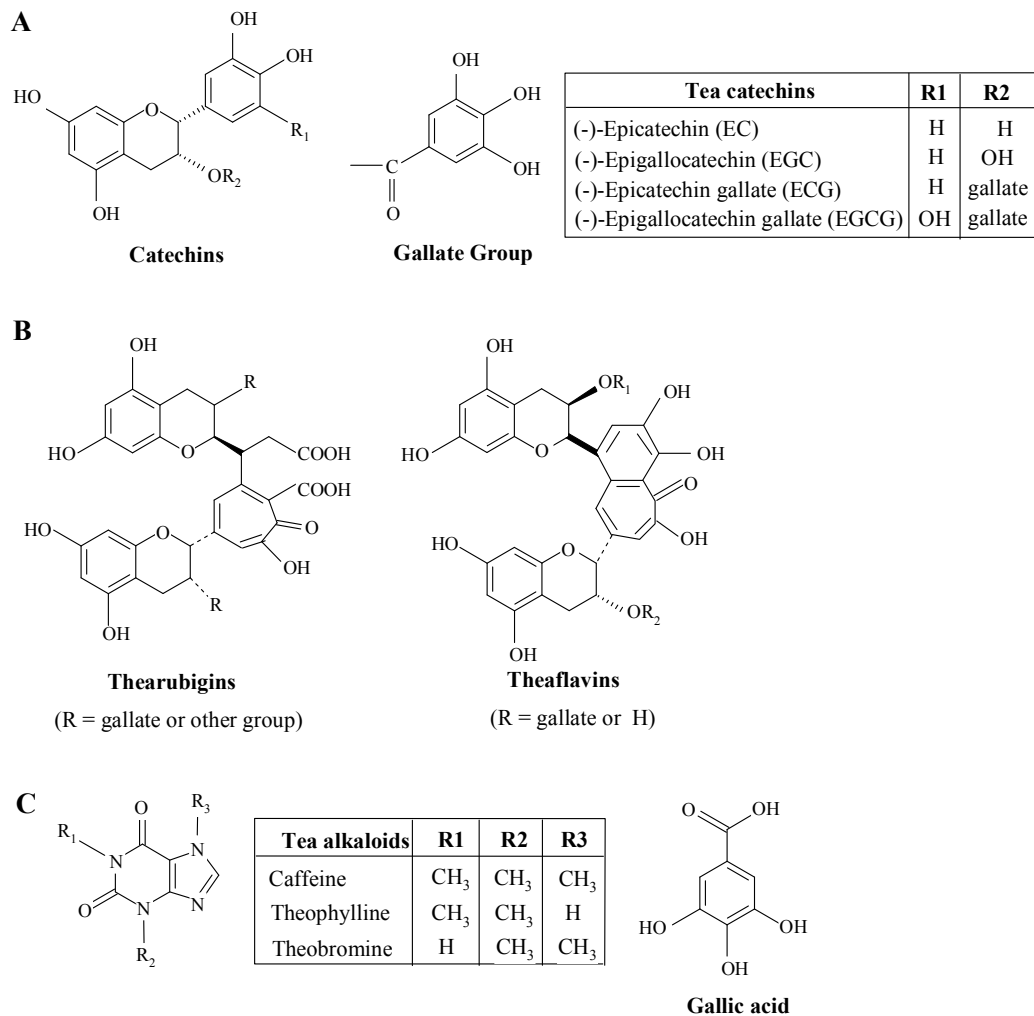 A
OH
OH
HO
O
R1
OR2
OH
Catechins
OH
OH
OH
C
O
Gallate Group
Tea catechins R1 R2
(-)-Epicatechin (EC) H H
(-)-Epigallocatechin (EGC) H OH
(-)-Epicatechin gallate (ECG) H gallate
(-)-Epigallocatechin gallate (EGCG) OH gallate
B
OH
R
HO
O
COOH
COOH
O
OH
HO
O
R
OH
Thearubigins
(R = gallate or other group)
OH
OR1
OH
HO
O
OH
O
OH
HO
O
OR2
OH
Theaflavins
(R = gallate or H)
C
O
R3
R1
N
N
O
N
N
R2
Tea alkaloids R1 R2 R3
Caffeine CH3 CH3 CH3
Theophylline CH3 CH3 H
Theobromine H CH3 CH3
O
OH
HO
OH
OH
Gallic acid